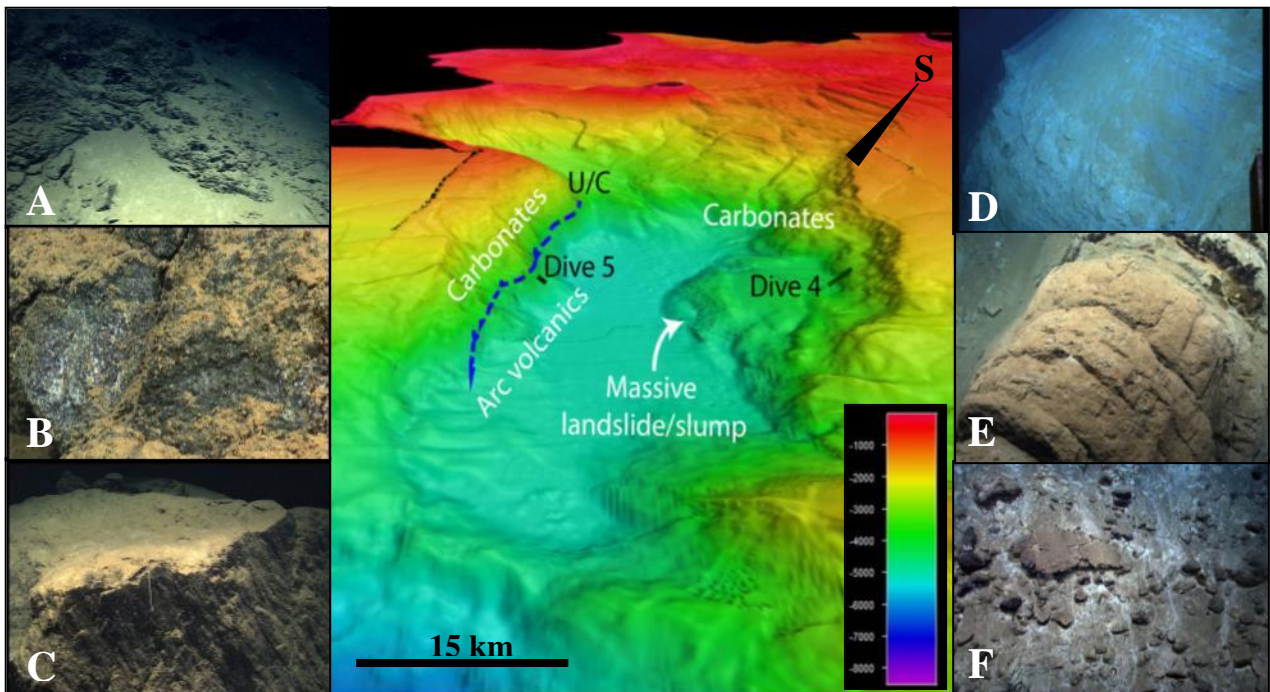 A
B
C
S
U/C
Carbonates
Carbonates
Dive 5
Dive 4
Arc volcanics
Massive
landslide/slump
15 km
-1000
-2000
-3000
-4000
-5000
-6000
-7000
-8000
D
E
F